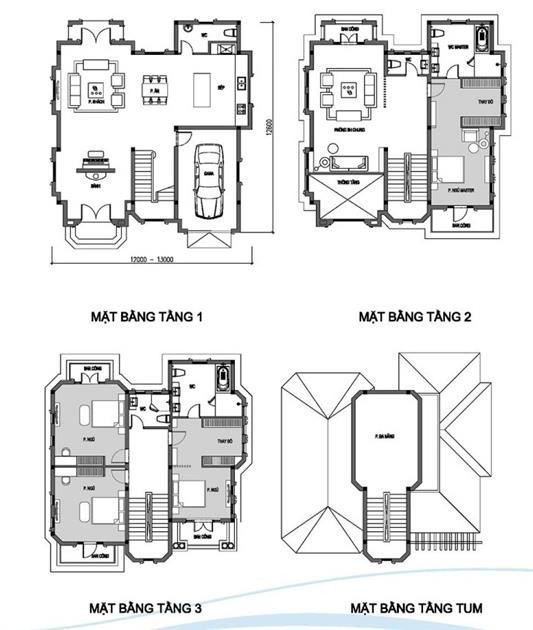 WC
P. KHÁCH
P. ĂN
BẾP
SẢNH
GARA
12600
12000 - 13000
MẶT BẰNG TẦNG 1
BAN CÔNG
WC MASTER
WC
THAY ĐỒ
PHÒNG SH CHUNG
P. NGỦ MASTER
THÔNG TẦNG
BAN CÔNG
MẶT BẰNG TẦNG 2
BAN CÔNG
WC
WC
P. NGỦ
THAY ĐỒ
P. NGỦ
P. NGỦ
BAN CÔNG
BAN CÔNG
MẶT BẰNG TẦNG 3
P. ĐA NĂNG
MẶT BẰNG TẦNG TUM